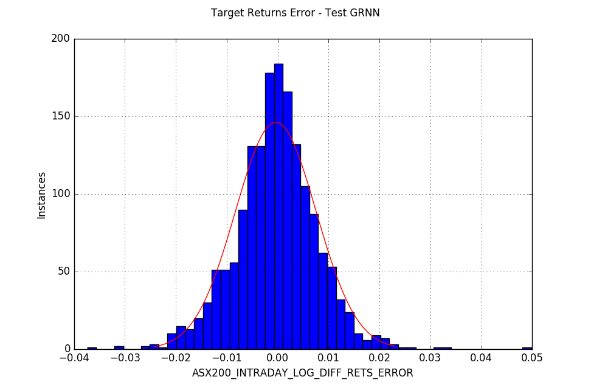 Target Returns Error - Test GRNN
200
150
100
50
0
Instances
−0.04 −0.03 −0.02 −0.01 0.00 0.01 0.02 0.03 0.04 0.05
ASX200_INTRADAY_LOG_DIFF_RETS_ERROR